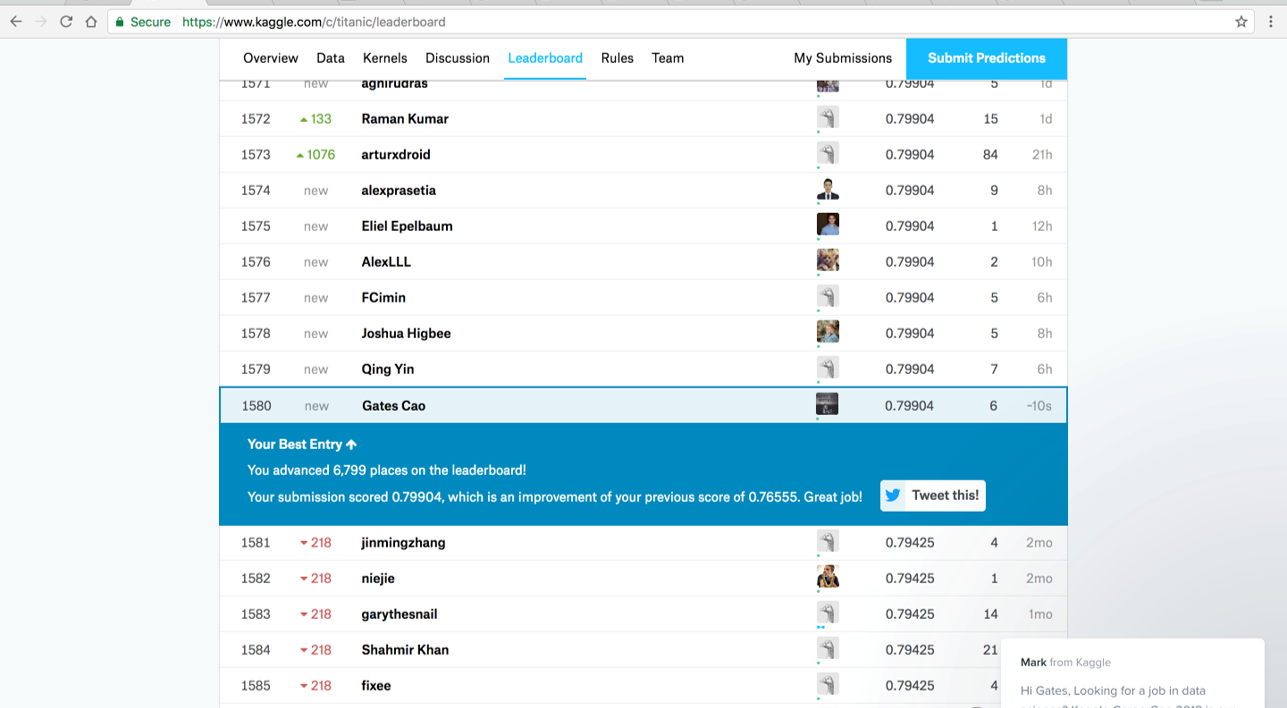 Secure https://www.kaggle.com/c/titanic/leaderboard
Overview Data Kernels Discussion Leaderboard Rules Team My Submissions Submit Predictions
1571 new aghirudras 0.79904 5 1d
1572 133 Raman Kumar 0.79904 15 1d
1573 1076 arturxdroid 0.79904 84 21h
1574 new alexprasetia 0.79904 9 8h
1575 new Eliel Epelbaum 0.79904 1 12h
1576 new AlexLLL 0.79904 2 10h
1577 new FCimin 0.79904 5 6h
1578 new Joshua Higbee 0.79904 5 8h
1579 new Qing Yin 0.79904 7 6h
1580 new Gates Cao 0.79904 6 -10s
Your Best Entry
You advanced 6,799 places on the leaderboard!
Your submission scored 0.79904, which is an improvement of your previous score of 0.76555. Great job! Tweet this!
1581 218 jinmingzhang 0.79425 4 2mo
1582 218 niejie 0.79425 1 2mo
1583 218 garythesnail 0.79425 14 1mo
1584 218 Shahmir Khan 0.79425 21
1585 218 fixee 0.79425 4
Mark from Kaggle
Hi Gates, Looking for a job in data